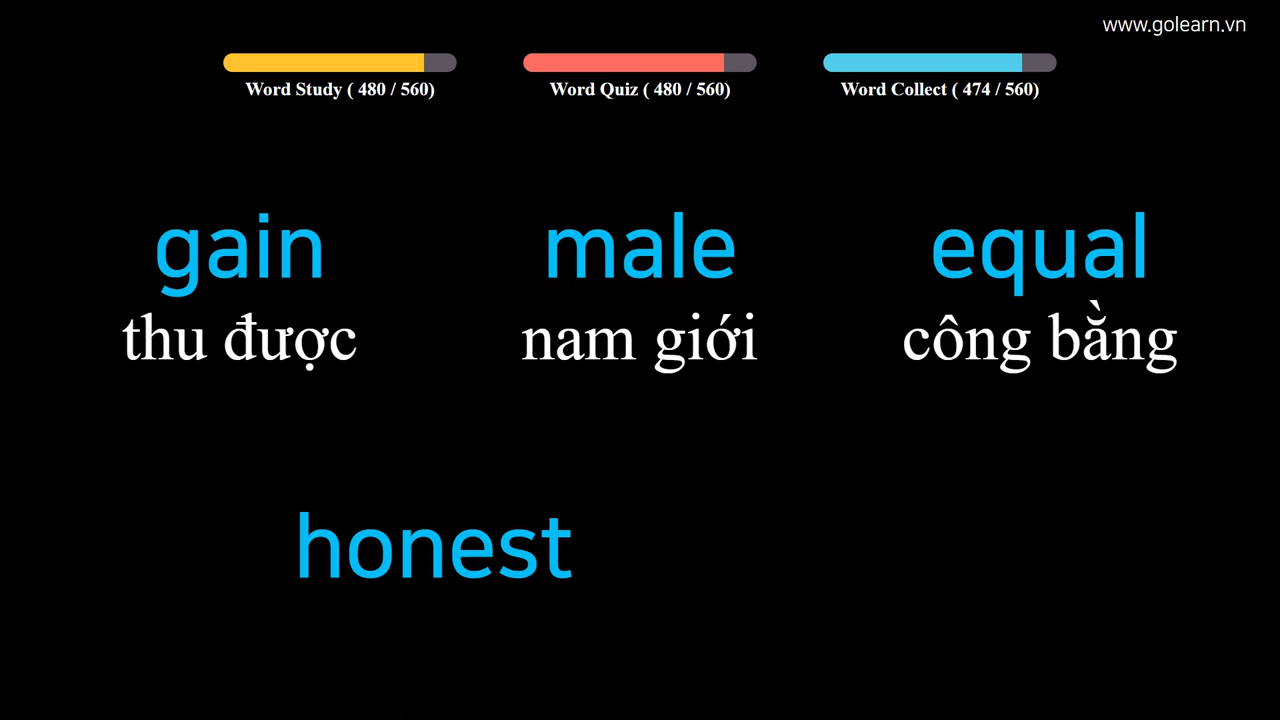 www.golearn.vn
Word Study ( 480 / 560)
Word Quiz ( 480 / 560)
Word Collect ( 474 / 560)
gain
thu được
male
nam giới
equal
công bằng
honest